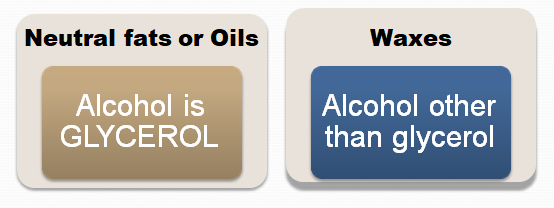 Neutral fats or Oils
Alcohol is
GLYCEROL
Waxes
Alcohol other
than glycerol